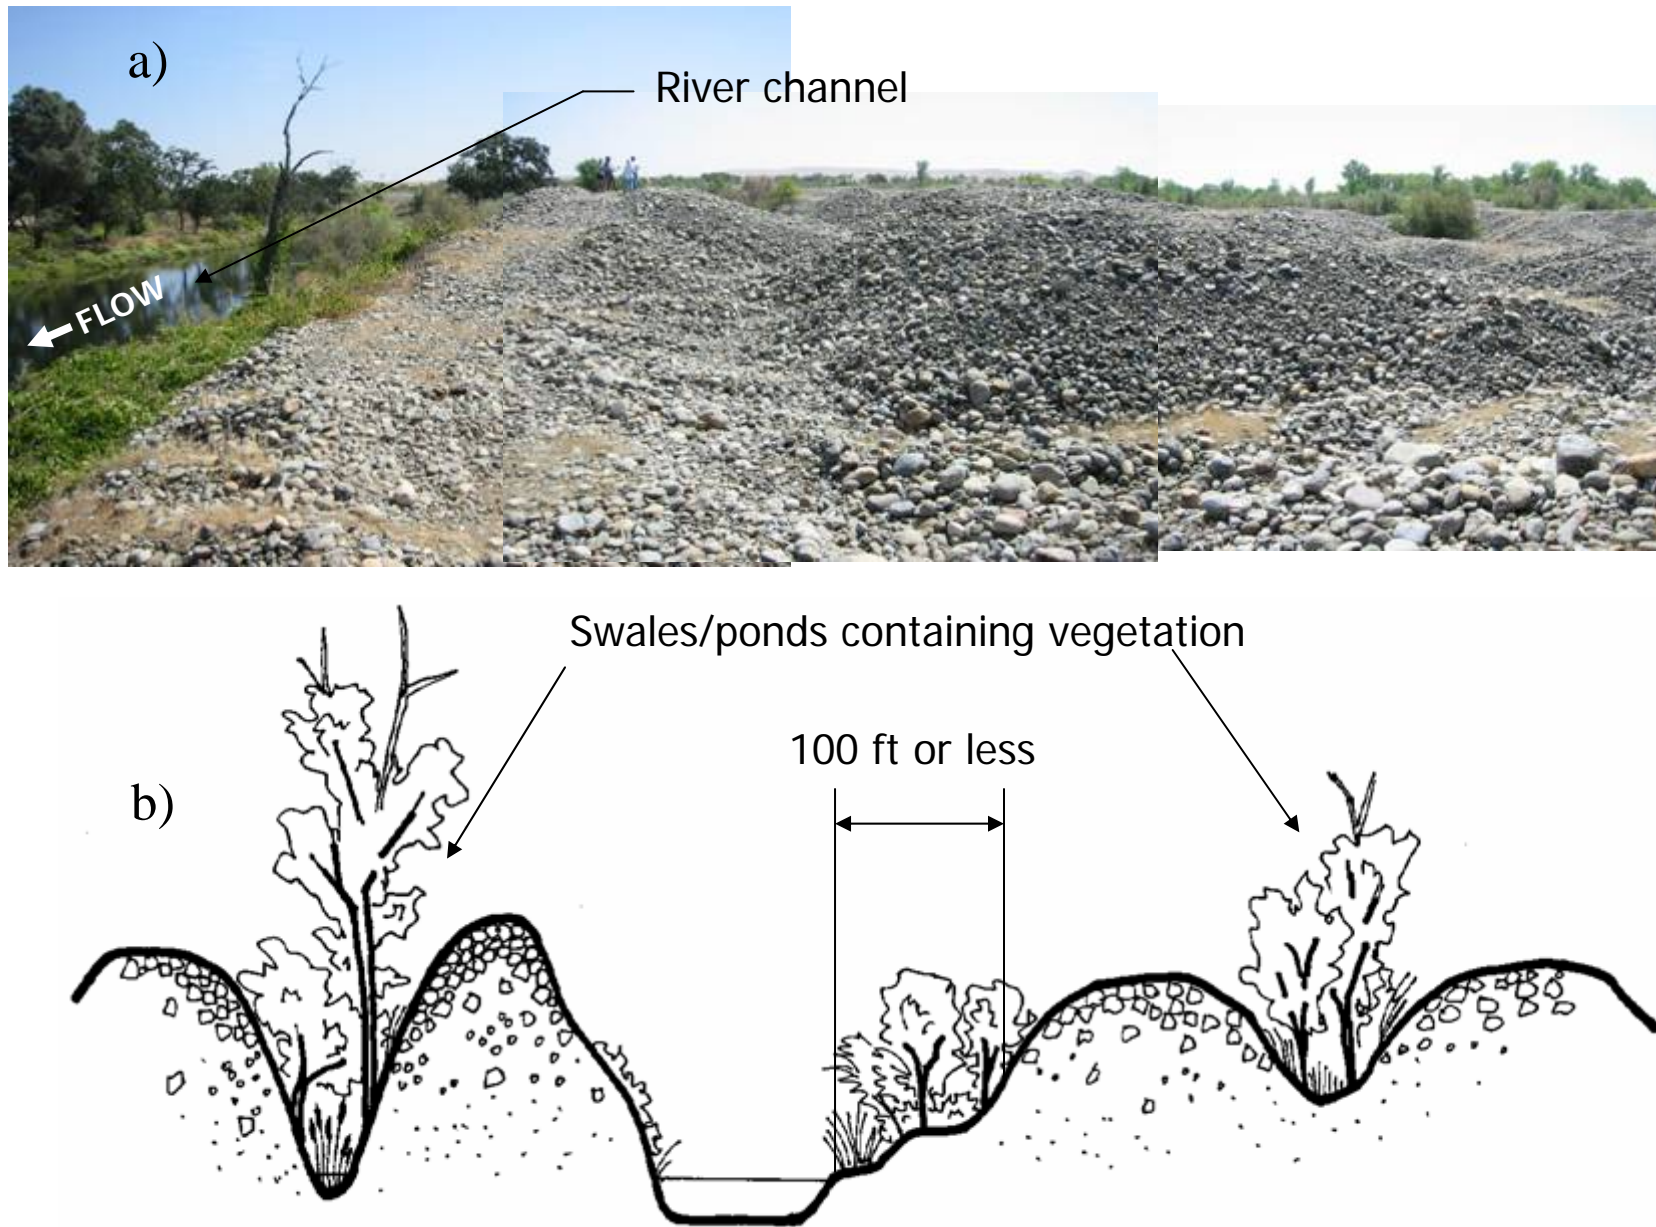 a)
River channel
FLOW
Swales/ponds containing vegetation
100 ft or less
b)